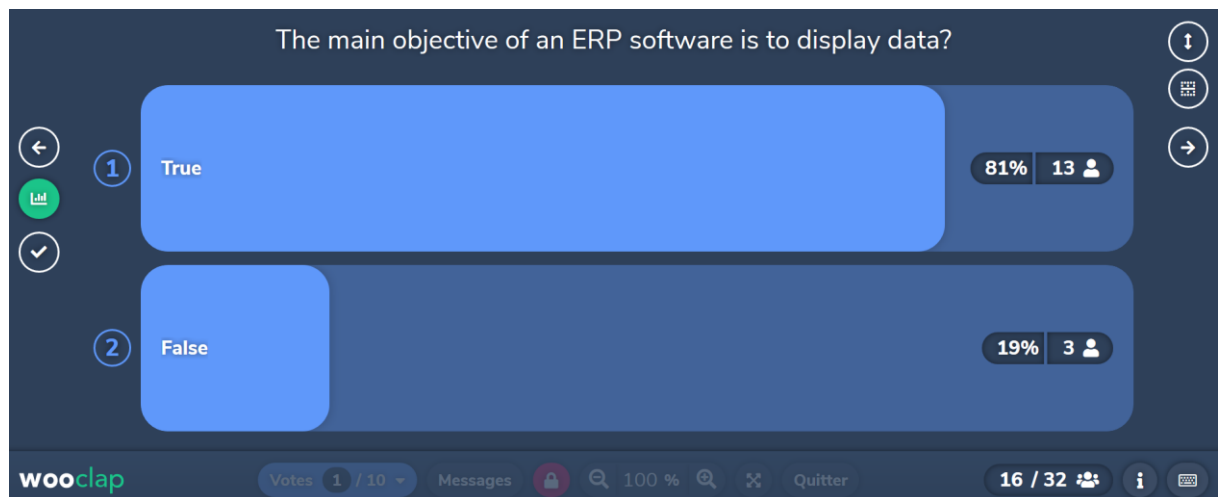 The main objective of an ERP software is to display data?
1 True 81% 13
2 False 19% 3
wooclap Votes 1 / 10 Messages 100 % Quitter 16 / 32 i